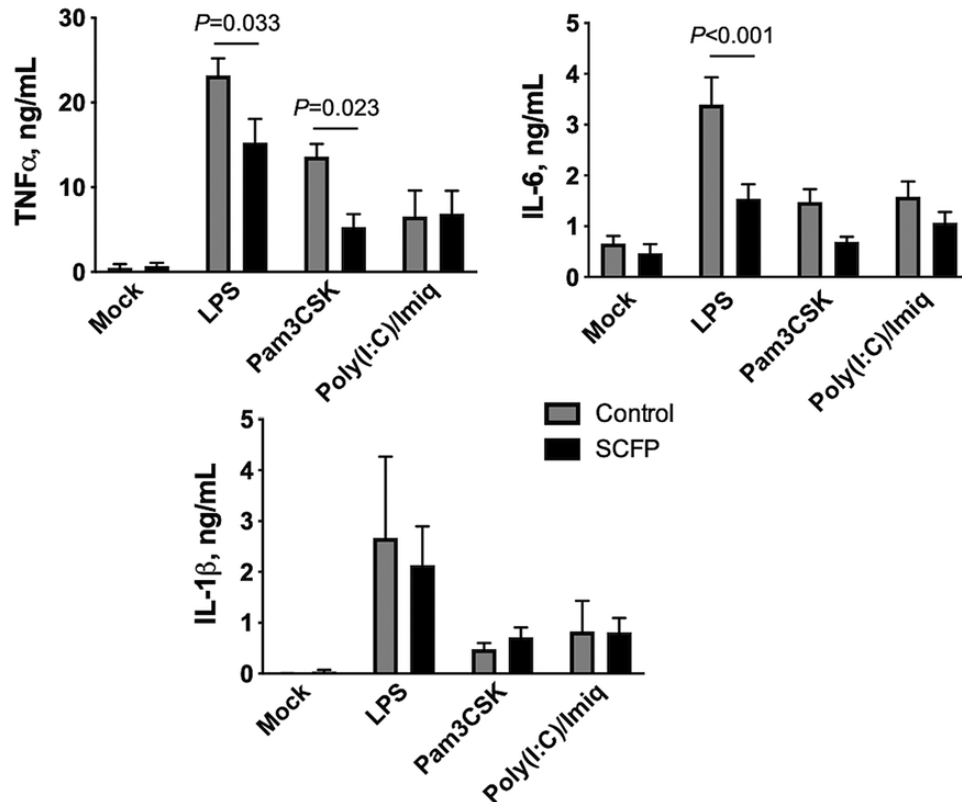 TNFα, ng/mL
30
20
10
0
P=0.033
P=0.023
Mock
LPS
Pam3CSK
Poly(I:C)/Imiq
IL-6, ng/mL
5
4
3
2
1
0
P<0.001
Mock
LPS
Pam3CSK
Poly(I:C)/Imiq
Control
SCFP
IL-1β, ng/mL
5
4
3
2
1
0
Mock
LPS
Pam3CSK
Poly(I:C)/Imiq